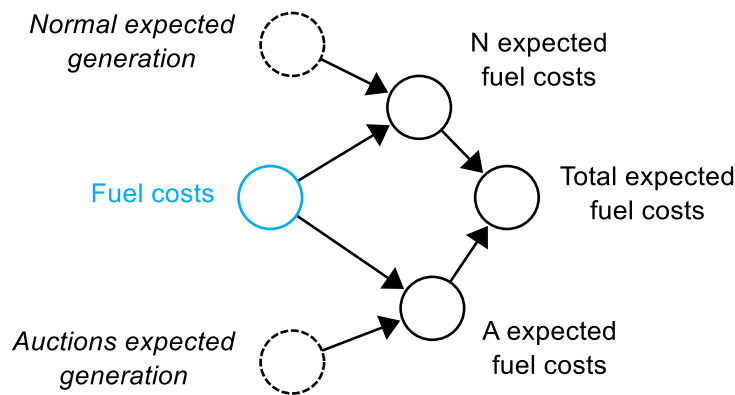 Normal expected
generation
N expected
fuel costs
Fuel costs
Total expected
fuel costs
Auctions expected
generation
A expected
fuel costs